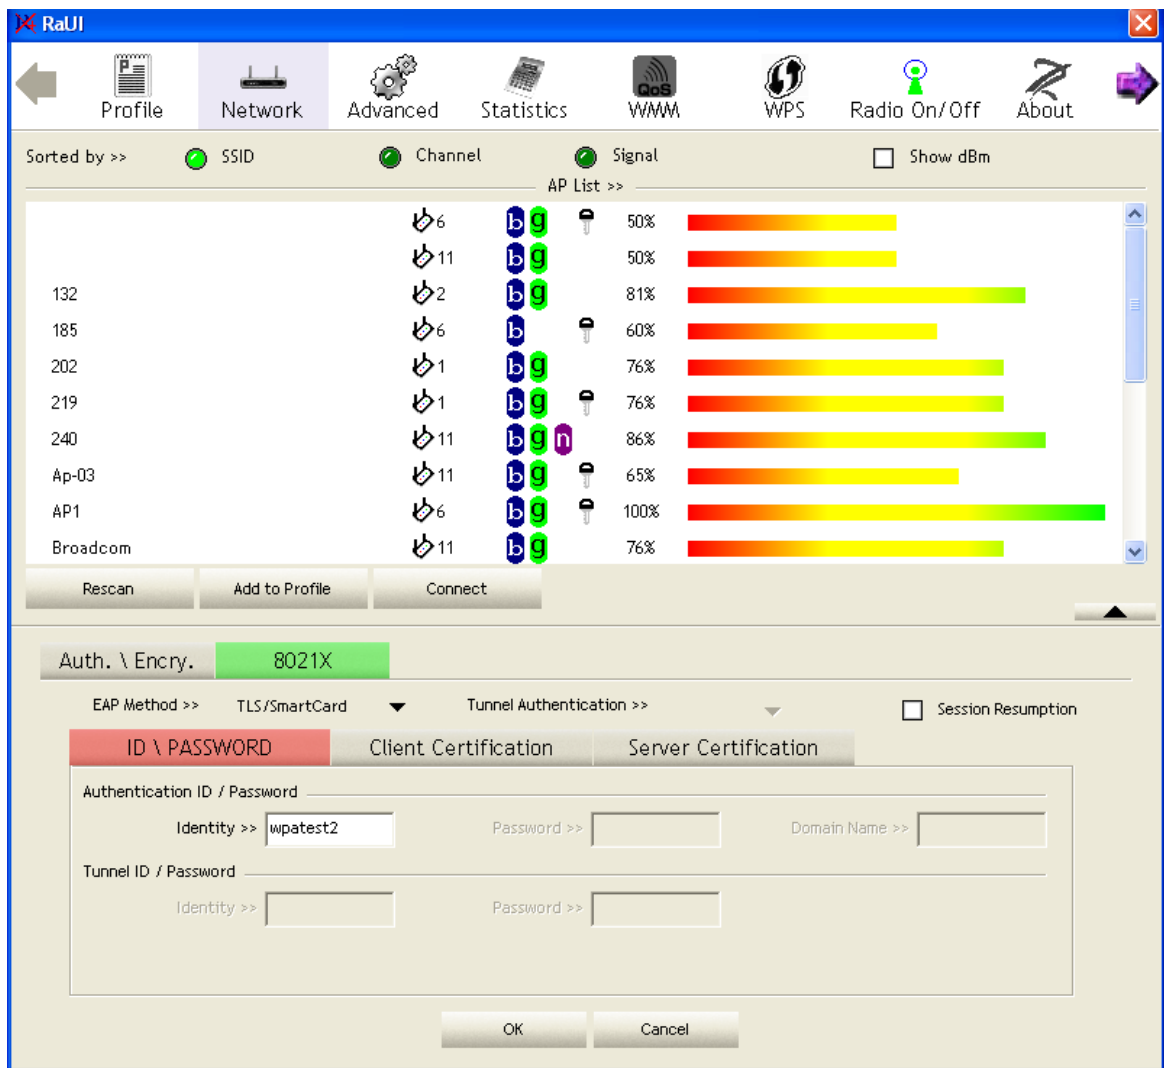 RaUI
Profile Network Advanced Statistics WMM WPS Radio On/Off About
P QoS
Sorted by >> SSID Channel Signal Show dBm
AP List >>
6 b g 50%
11 b g 50%
132 2 b g 81%
185 6 b 60%
202 1 b g 76%
219 1 b g 76%
240 11 b g n 86%
Ap-03 11 b g 65%
AP1 6 b g 100%
Broadcom 11 b g 76%
Rescan Add to Profile Connect
Auth. \ Encry. 8021X
EAP Method >> TLS/SmartCard Tunnel Authentication >> Session Resumption
ID \ PASSWORD Client Certification Server Certification
Authentication ID / Password
Identity >> wpatest2 Password >> Domain Name >>
Tunnel ID / Password
Identity >> Password >>
OK Cancel